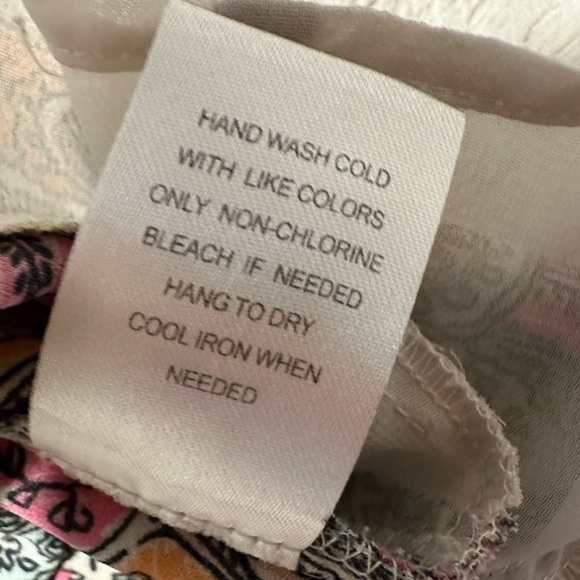 HAND WASH COLD
WITH LIKE COLORS
ONLY NON-CHLORINE
BLEACH IF NEEDED
HANG TO DRY
COOL IRON WHEN
NEEDED